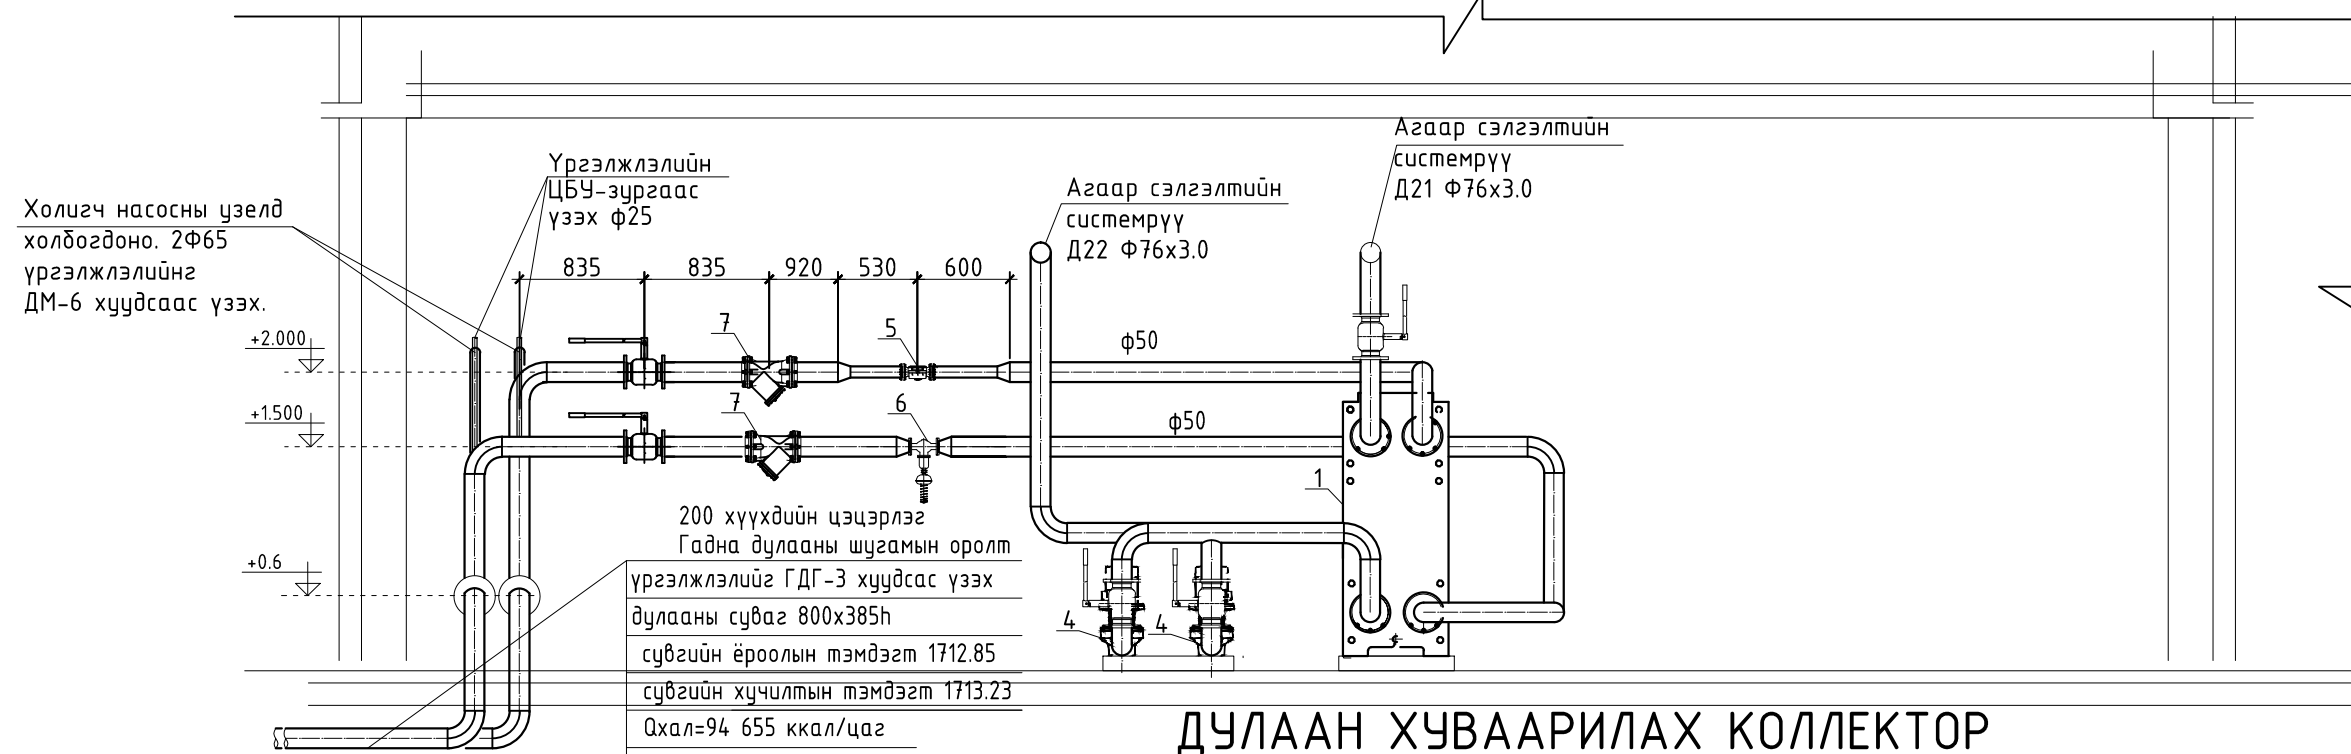 Агаар сэлгэлтийн
системрүү
Д21 Ф76x3.0
Үргэлжлэлийн
ЦБУ-зургаас
үзэх ф25
Агаар сэлгэлтийн
системрүү
Д22 Ф76x3.0
Холигч насосны узелд
холбогдоно. 2Ф65
үргэлжлэлийнг
ДМ-6 хуудсаас үзэх.
835 835 920 530 600
+2.000
7
5
ф50
+1.500
7
6
ф50
1
200 хүүхдийн цэцэрлэг
Гадна дулааны шугамын оролт
үргэлжлэлийг ГДГ-3 хуудсас үзэх
дулааны суваг 800x385h
сувгийн ёроолын тэмдэгт 1712.85
сувгийн хучилтын тэмдэгт 1713.23
Qхал=94 655 ккал/цаг
+0.6
4
4
ДУЛААН ХУВААРИЛАХ КОЛЛЕКТОР